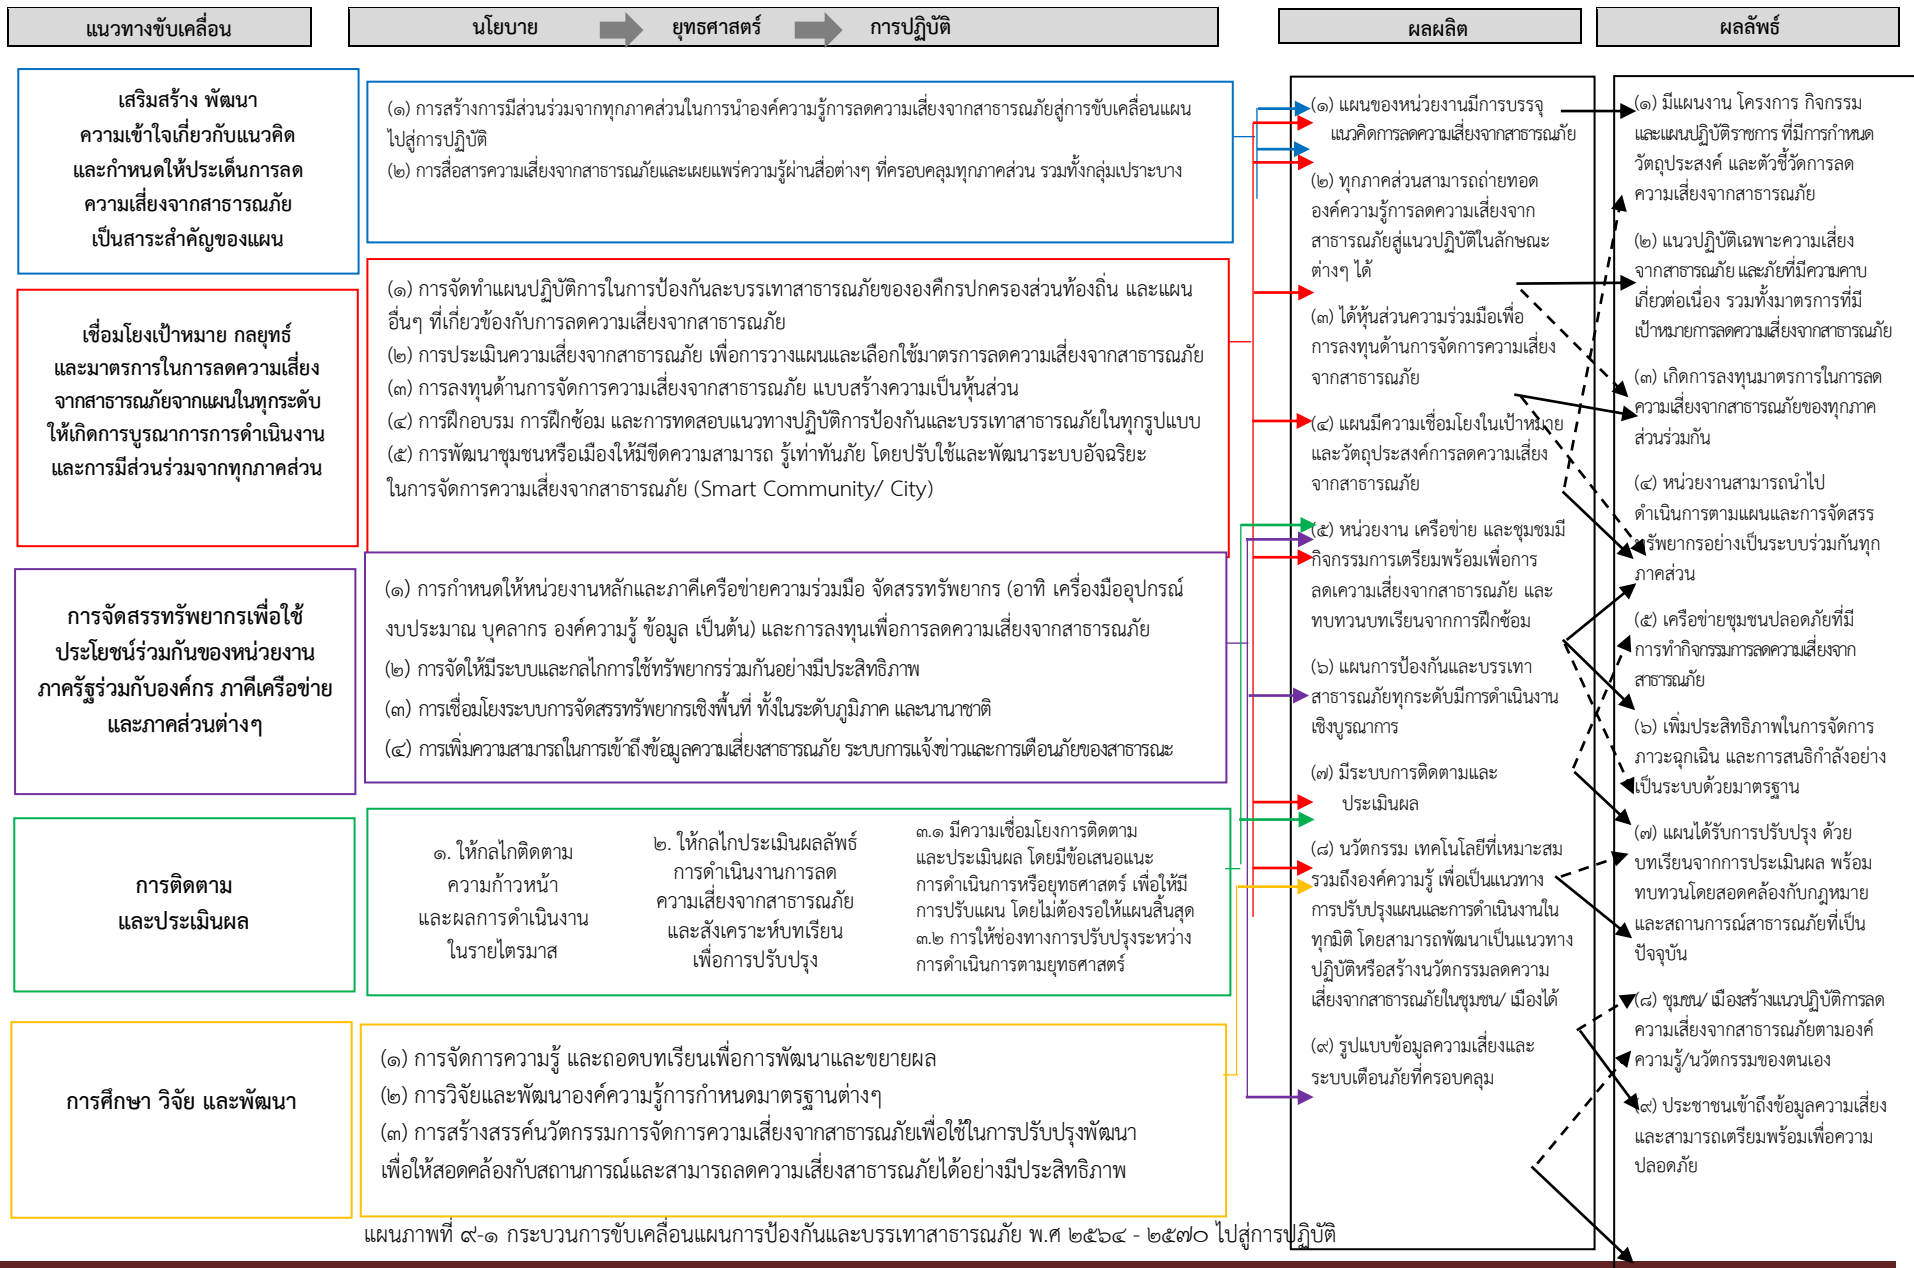 แนวทางขับเคลื่อน
นโยบาย ยุทธศาสตร์ การปฏิบัติ
ผลผลิต
ผลลัพธ์
เสริมสร้าง พัฒนา
ความเข้าใจเกี่ยวกับแนวคิด
และกำหนดให้ประเด็นการลด
ความเสี่ยงจากสาธารณภัย
เป็นสาระสำคัญของแผน
(๑) การสร้างการมีส่วนร่วมจากทุกภาคส่วนในการนำองค์ความรู้การลดความเสี่ยงจากสาธารณภัยสู่การขับเคลื่อนแผน
ไปสู่การปฏิบัติ
(๒) การสื่อสารความเสี่ยงจากสาธารณภัยและเผยแพร่ความรู้ผ่านสื่อต่างๆ ที่ครอบคลุมทุกภาคส่วน รวมทั้งกลุ่มเปราะบาง
เชื่อมโยงเป้าหมาย กลยุทธ์
และมาตรการในการลดความเสี่ยง
จากสาธารณภัยจากแผนในทุกระดับ
ให้เกิดการบูรณาการการดำเนินงาน
และการมีส่วนร่วมจากทุกภาคส่วน
(๑) การจัดทำแผนปฏิบัติการในการป้องกันละบรรเทาสาธารณภัยขององค์กรปกครองส่วนท้องถิ่น และแผน
อื่นๆ ที่เกี่ยวข้องกับการลดความเสี่ยงจากสาธารณภัย
(๒) การประเมินความเสี่ยงจากสาธารณภัย เพื่อการวางแผนและเลือกใช้มาตรการลดความเสี่ยงจากสาธารณภัย
(๓) การลงทุนด้านการจัดการความเสี่ยงจากสาธารณภัย แบบสร้างความเป็นหุ้นส่วน
(๔) การฝึกอบรม การฝึกซ้อม และการทดสอบแนวทางปฏิบัติการป้องกันและบรรเทาสาธารณภัยในทุกรูปแบบ
(๕) การพัฒนาชุมชนหรือเมืองให้มีขีดความสามารถ รู้เท่าทันภัย โดยปรับใช้และพัฒนาระบบอัจฉริยะ
ในการจัดการความเสี่ยงจากสาธารณภัย (Smart Community/ City)
การจัดสรรทรัพยากรเพื่อใช้
ประโยชน์ร่วมกันของหน่วยงาน
ภาครัฐร่วมกับองค์กร ภาคีเครือข่าย
และภาคส่วนต่างๆ
(๑) การกำหนดให้หน่วยงานหลักและภาคีเครือข่ายความร่วมมือ จัดสรรทรัพยากร (อาทิ เครื่องมืออุปกรณ์
งบประมาณ บุคลากร องค์ความรู้ ข้อมูล เป็นต้น) และการลงทุนเพื่อการลดความเสี่ยงจากสาธารณภัย
(๒) การจัดให้มีระบบและกลไกการใช้ทรัพยากรร่วมกันอย่างมีประสิทธิภาพ
(๓) การเชื่อมโยงระบบการจัดสรรทรัพยากรเชิงพื้นที่ ทั้งในระดับภูมิภาค และนานาชาติ
(๔) การเพิ่มความสามารถในการเข้าถึงข้อมูลความเสี่ยงสาธารณภัย ระบบการแจ้งข่าวและการเตือนภัยของสาธารณะ
การติดตาม
และประเมินผล
๑. ให้กลไกติดตาม
ความก้าวหน้า
และผลการดำเนินงาน
ในรายไตรมาส
๒. ให้กลไกประเมินผลลัพธ์
การดำเนินงานการลด
ความเสี่ยงจากสาธารณภัย
และสังเคราะห์บทเรียน
เพื่อการปรับปรุง
๓.๑ มีความเชื่อมโยงการติดตาม
และประเมินผล โดยมีข้อเสนอแนะ
การดำเนินการหรือยุทธศาสตร์ เพื่อให้มี
การปรับแผน โดยไม่ต้องรอให้แผนสิ้นสุด
๓.๒ การให้ช่องทางการปรับปรุงระหว่าง
การดำเนินการตามยุทธศาสตร์
การศึกษา วิจัย และพัฒนา
(๑) การจัดการความรู้ และถอดบทเรียนเพื่อการพัฒนาและขยายผล
(๒) การวิจัยและพัฒนาองค์ความรู้การกำหนดมาตรฐานต่างๆ
(๓) การสร้างสรรค์นวัตกรรมการจัดการความเสี่ยงจากสาธารณภัยเพื่อใช้ในการปรับปรุงพัฒนา
เพื่อให้สอดคล้องกับสถานการณ์และสามารถลดความเสี่ยงสาธารณภัยได้อย่างมีประสิทธิภาพ
(๑) แผนของหน่วยงานมีการบรรจุ
แนวคิดการลดความเสี่ยงจากสาธารณภัย
(๒) ทุกภาคส่วนสามารถถ่ายทอด
องค์ความรู้การลดความเสี่ยงจาก
สาธารณภัยสู่แนวปฏิบัติในลักษณะ
ต่างๆ ได้
(๓) ได้หุ้นส่วนความร่วมมือเพื่อ
การลงทุนด้านการจัดการความเสี่ยง
จากสาธารณภัย
(๔) แผนมีความเชื่อมโยงในเป้าหมาย
และวัตถุประสงค์การลดความเสี่ยง
จากสาธารณภัย
(๕) หน่วยงาน เครือข่าย และชุมชมมี
กิจกรรมการเตรียมพร้อมเพื่อการ
ลดเความเสี่ยงจากสาธารณภัย และ
ทบทวนบทเรียนจากการฝึกซ้อม
(๖) แผนการป้องกันและบรรเทา
สาธารณภัยทุกระดับมีการดำเนินงาน
เชิงบูรณาการ
(๗) มีระบบการติดตามและ
ประเมินผล
(๘) นวัตกรรม เทคโนโลยีที่เหมาะสม
รวมถึงองค์ความรู้ เพื่อเป็นแนวทาง
การปรับปรุงแผนและการดำเนินงานใน
ทุกมิติ โดยสามารถพัฒนาเป็นแนวทาง
ปฏิบัติหรือสร้างนวัตกรรมลดความ
เสี่ยงจากสาธารณภัยในชุมชน/ เมืองได้
(๙) รูปแบบข้อมูลความเสี่ยงและ
ระบบเตือนภัยที่ครอบคลุม
(๑) มีแผนงาน โครงการ กิจกรรม
และแผนปฏิบัติราชการ ที่มีการกำหนด
วัตถุประสงค์ และตัวชี้วัดการลด
ความเสี่ยงจากสาธารณภัย
(๒) แนวปฏิบัติเฉพาะความเสี่ยง
จากสาธารณภัย และภัยที่มีความคาบ
เกี่ยวต่อเนื่อง รวมทั้งมาตรการที่มี
เป้าหมายการลดความเสี่ยงจากสาธารณภัย
(๓) เกิดการลงทุนมาตรการในการลด
ความเสี่ยงจากสาธารณภัยของทุกภาค
ส่วนร่วมกัน
(๔) หน่วยงานสามารถนำไป
ดำเนินการตามแผนและการจัดสรร
ทรัพยากรอย่างเป็นระบบร่วมกันทุก
ภาคส่วน
(๕) เครือข่ายชุมชนปลอดภัยที่มี
การทำกิจกรรมการลดความเสี่ยงจาก
สาธารณภัย
(๖) เพิ่มประสิทธิภาพในการจัดการ
ภาวะฉุกเฉิน และการสนธิกำลังอย่าง
เป็นระบบด้วยมาตรฐาน
(๗) แผนได้รับการปรับปรุง ด้วย
บทเรียนจากการประเมินผล พร้อม
ทบทวนโดยสอดคล้องกับกฎหมาย
และสถานการณ์สาธารณภัยที่เป็น
ปัจจุบัน
(๘) ชุมชน/ เมืองสร้างแนวปฏิบัติการลด
ความเสี่ยงจากสาธารณภัยตามองค์
ความรู้/นวัตกรรมของตนเอง
(๙) ประชาชนเข้าถึงข้อมูลความเสี่ยง
และสามารถเตรียมพร้อมเพื่อความ
ปลอดภัย
แผนภาพที่ ๙-๑ กระบวนการขับเคลื่อนแผนการป้องกันและบรรเทาสาธารณภัย พ.ศ ๒๕๖๔ - ๒๕๗๐ ไปสู่การปฏิบัติ